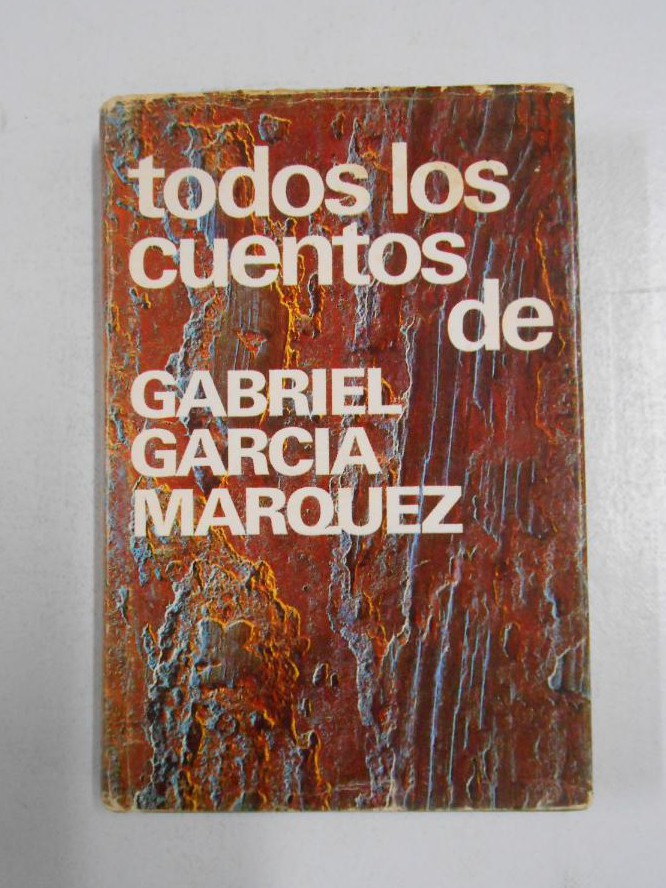 todos los
cuentos
de
GABRIEL
GARCIA
MARQUEZ